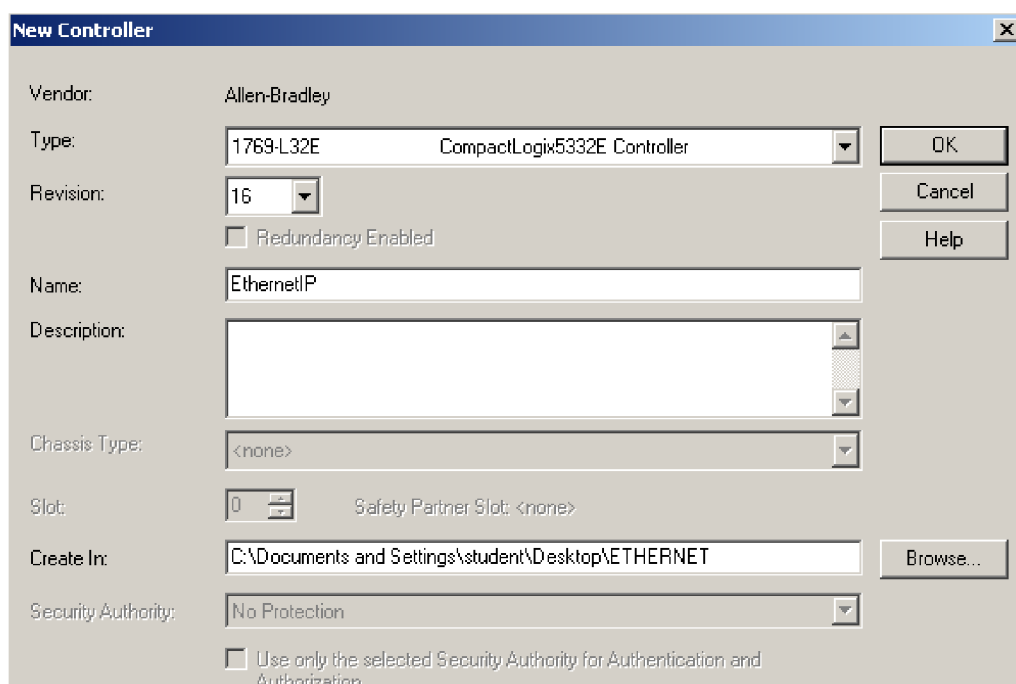 New Controller
Vendor: Allen-Bradley
Type: 1769-L32E CompactLogix5332E Controller OK
Revision: 16 Cancel
Redundancy Enabled Help
Name: EthernetIP
Description:
Chassis Type: <none>
Slot: 0 Safety Partner Slot: <none>
Create In: C:\Documents and Settings\student\Desktop\ETHERNET Browse...
Security Authority: No Protection
Use only the selected Security Authority for Authentication and
Authorization